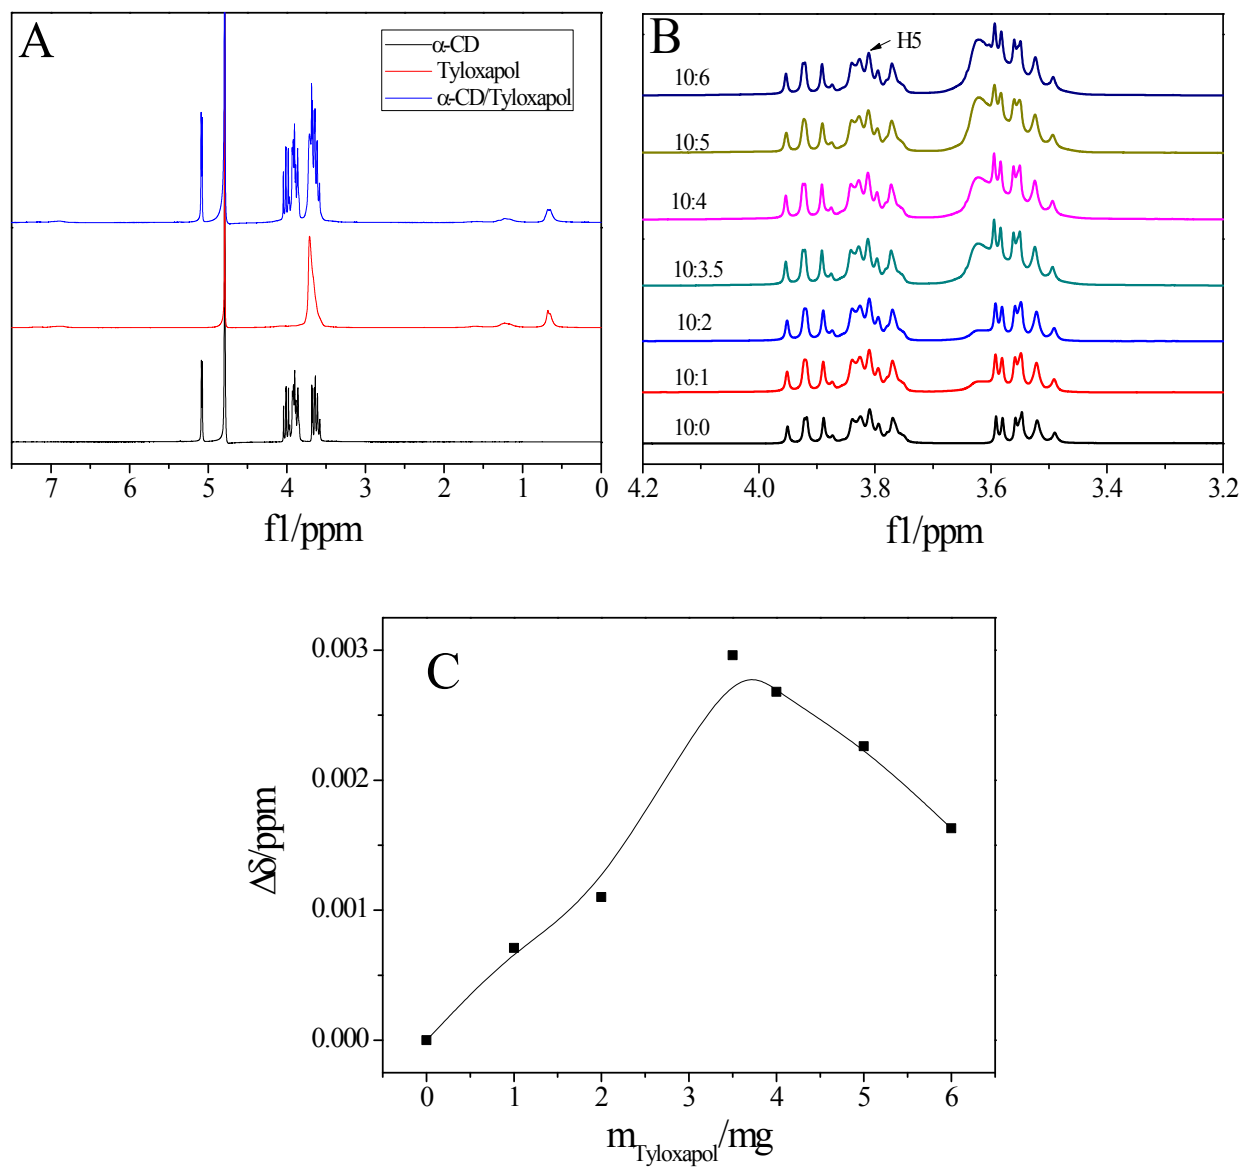 A
α-CD
Tyloxapol
α-CD/Tyloxapol
7 6 5 4 3 2 1 0
f1/ppm
B
H5
10:6
10:5
10:4
10:3.5
10:2
10:1
10:0
4.2 4.0 3.8 3.6 3.4 3.2
f1/ppm
C
0.003
0.002
0.001
0.000
Δδ/ppm
0 1 2 3 4 5 6
mTyloxapol/mg